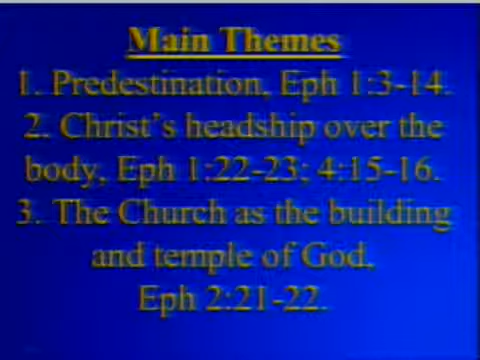 Main Themes
1. Predestination, Eph 1:3-14.
2. Christ's headship over the
body, Eph 1:22-23; 4:15-16.
3. The Church as the building
and temple of God.
Eph 2:21-22.